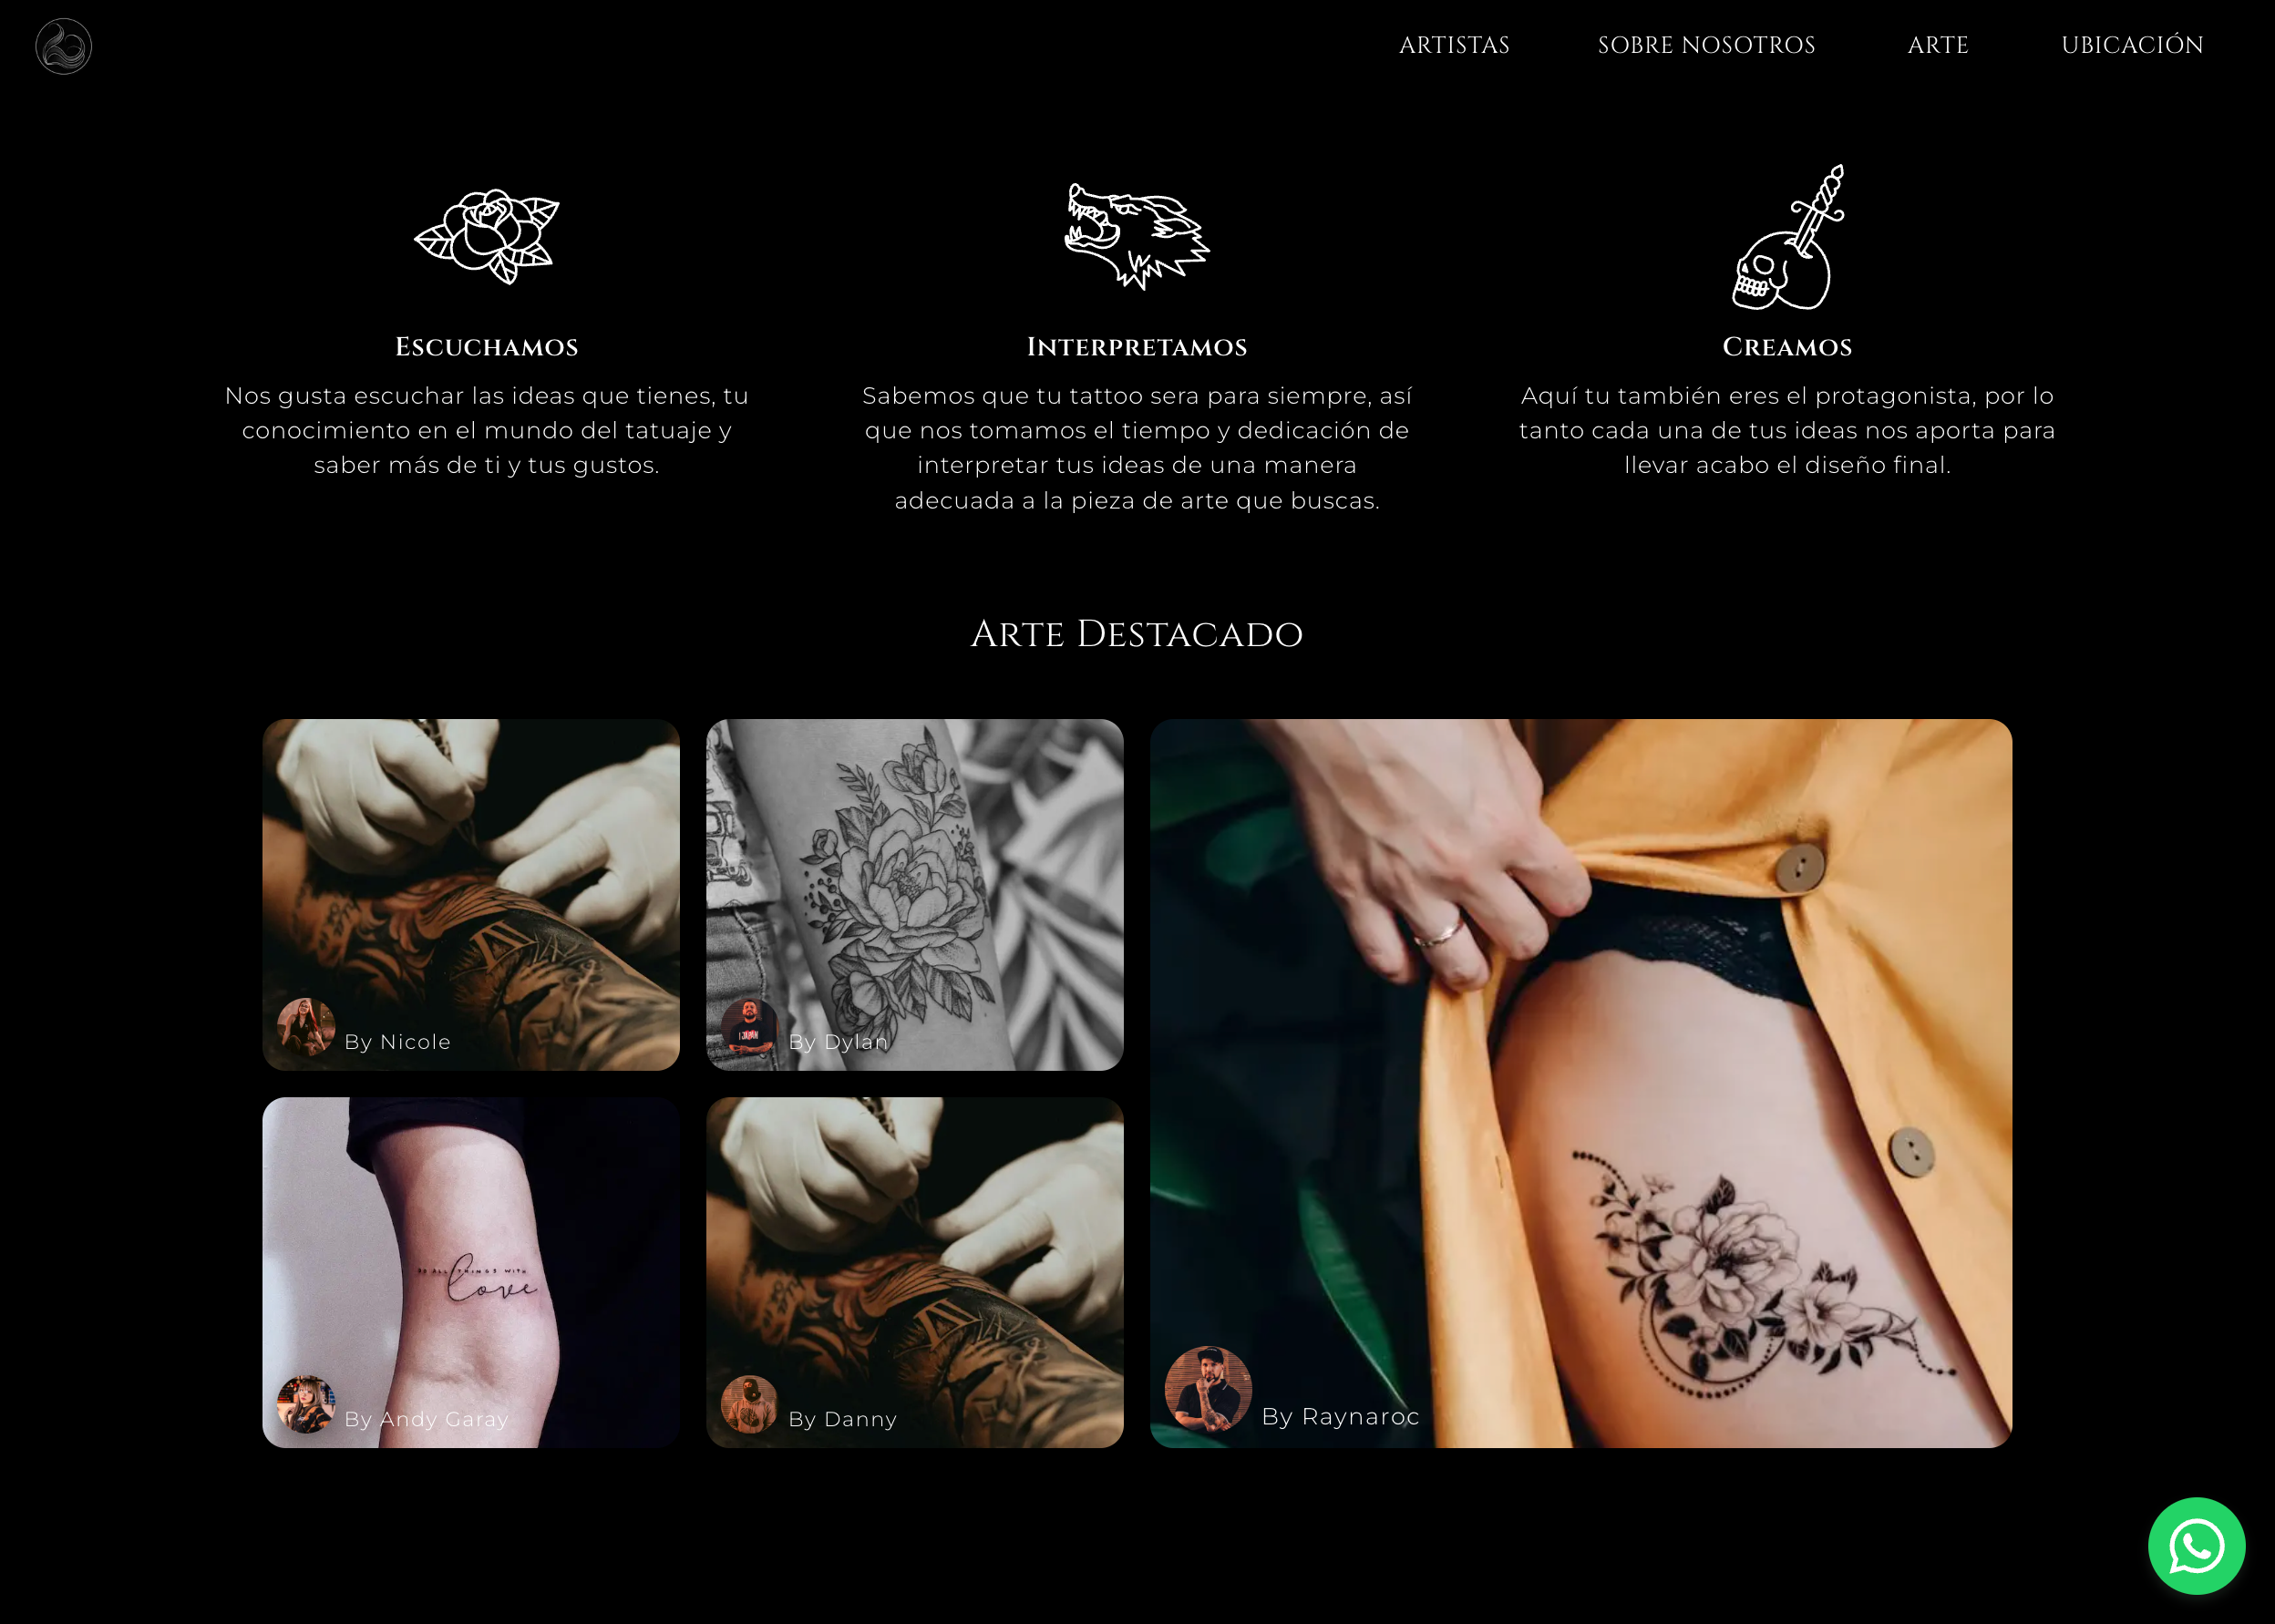 ARTISTAS SOBRE NOSOTROS ARTE UBICACIÓN
Escuchamos
Nos gusta escuchar las ideas que tienes, tu
conocimiento en el mundo del tatuaje y
saber más de ti y tus gustos.
Interpretamos
Sabemos que tu tattoo sera para siempre, así
que nos tomamos el tiempo y dedicación de
interpretar tus ideas de una manera
adecuada a la pieza de arte que buscas.
Creamos
Aquí tu también eres el protagonista, por lo
tanto cada una de tus ideas nos aporta para
llevar acabo el diseño final.
Arte Destacado
By Nicole
By Dylan
love
By Andy Garay
By Danny
By Raynaroc